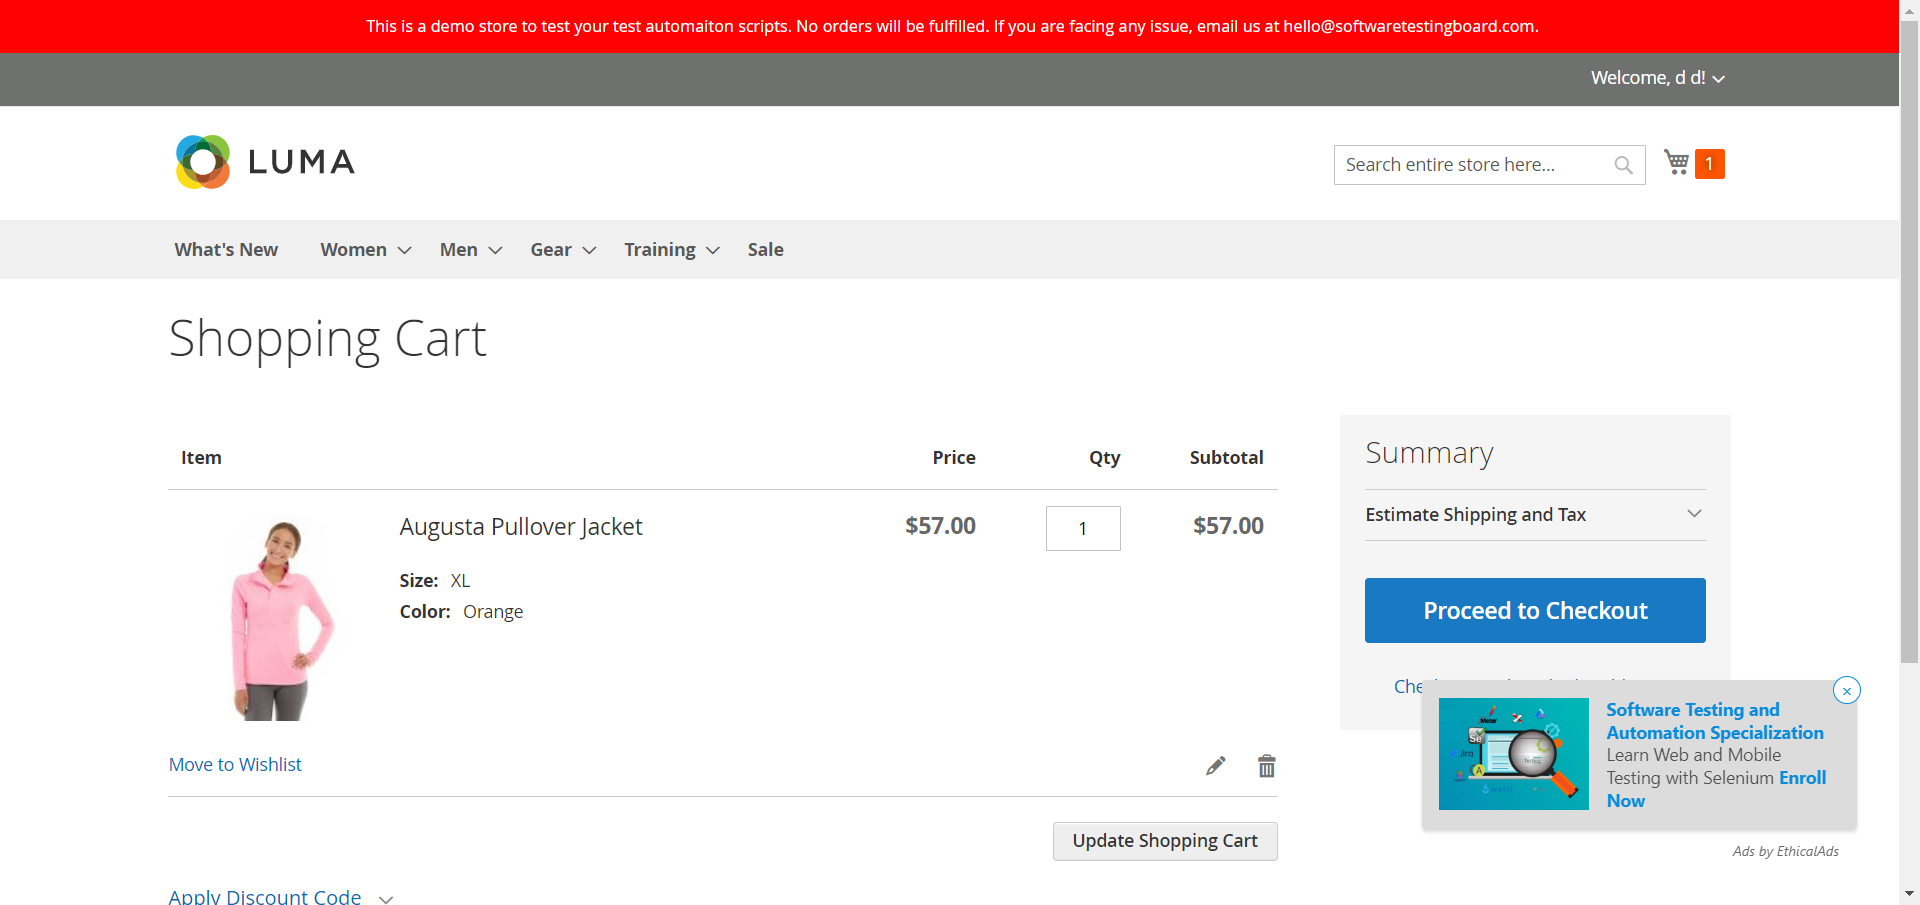 This is a demo store to test your test automaiton scripts. No orders will be fulfilled. If you are facing any issue, email us at hello@softwaretestingboard.com.
Welcome, d d!
LUMA
Search entire store here...
1
What's New
Women
Men
Gear
Training
Sale
Shopping Cart
Item
Price
Qty
Subtotal
Augusta Pullover Jacket
$57.00
1
$57.00
Size: XL
Color: Orange
Move to Wishlist
Update Shopping Cart
Apply Discount Code
Summary
Estimate Shipping and Tax
Proceed to Checkout
Software Testing and
Automation Specialization
Learn Web and Mobile
Testing with Selenium Enroll
Now
Ads by EthicalAds